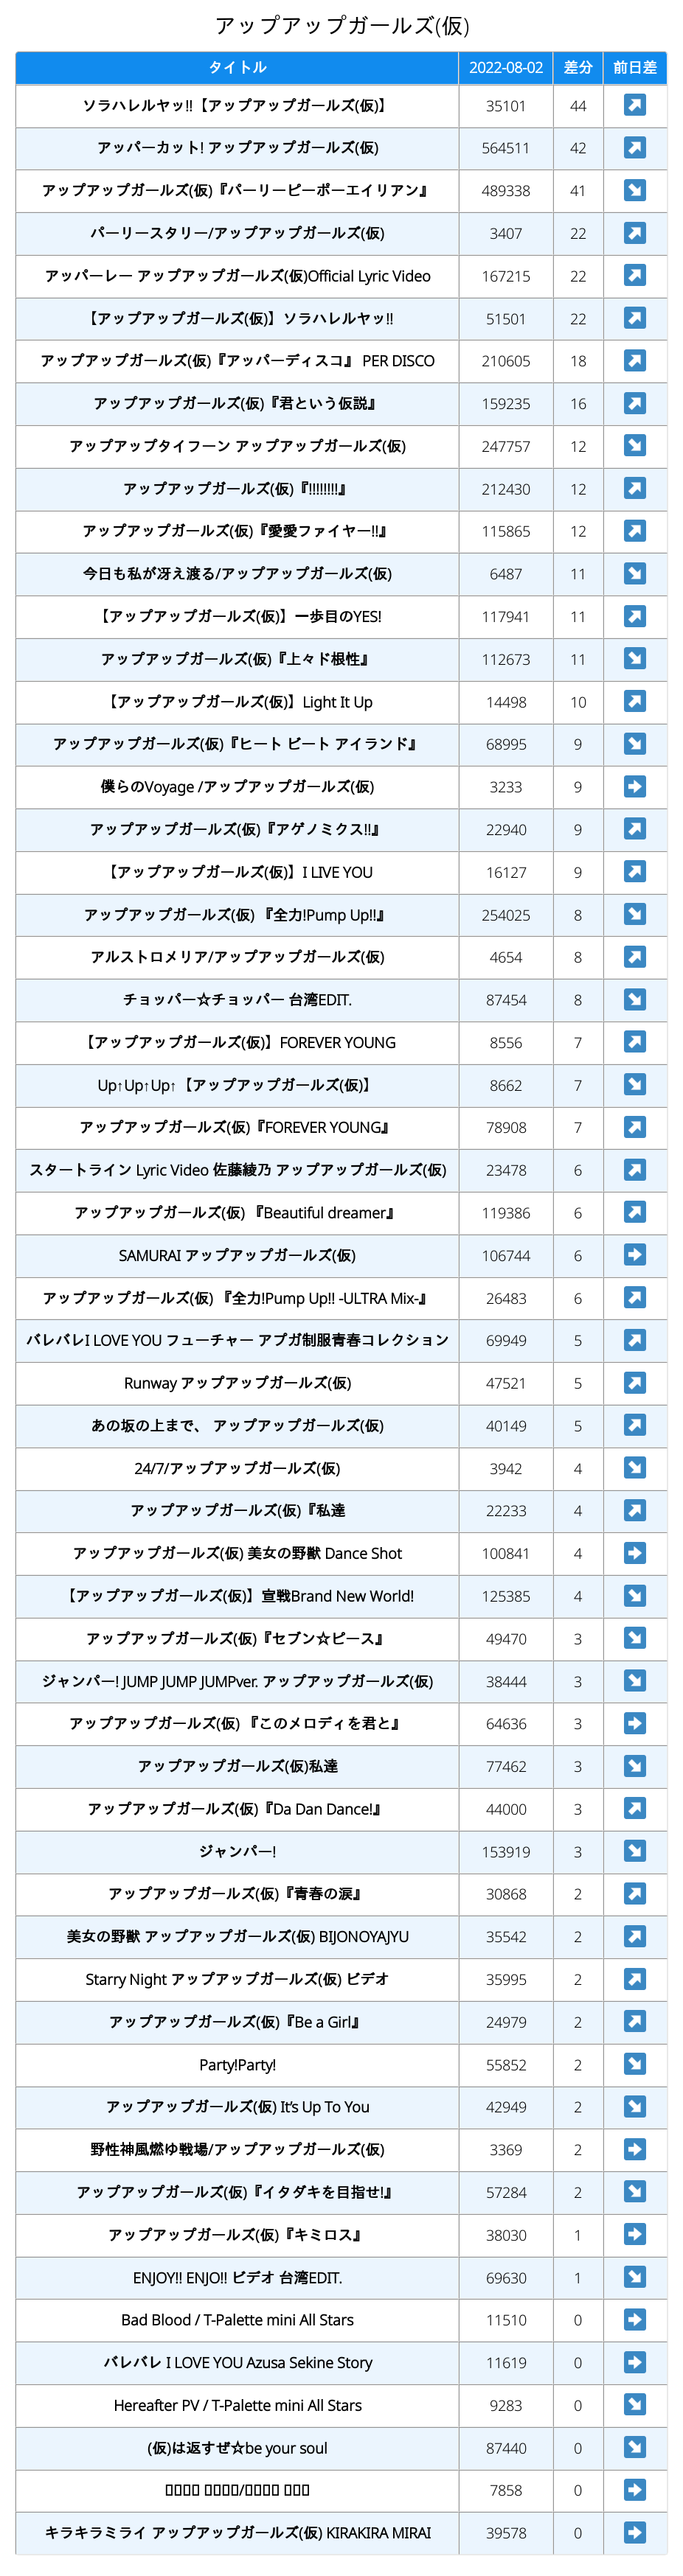 アップアップガールズ(仮)
タイトル 2022-08-02 差分 前日差
ソラハレルヤッ!!【アップアップガールズ(仮)】 35101 44 ↗
アッパーカット! アップアップガールズ(仮) 564511 42 ↗
アップアップガールズ(仮)『パーリーピーポーエイリアン』 489338 41 ↘
パーリースタリー/アップアップガールズ(仮) 3407 22 ↗
アッパーレー アップアップガールズ(仮)Official Lyric Video 167215 22 ↗
【アップアップガールズ(仮)】ソラハレルヤッ!! 51501 22 ↗
アップアップガールズ(仮)『アッパーディスコ』 PER DISCO 210605 18 ↗
アップアップガールズ(仮)『君という仮説』 159235 16 ↗
アップアップタイフーン アップアップガールズ(仮) 247757 12 ↘
アップアップガールズ(仮)『!!!!!!!!』 212430 12 ↗
アップアップガールズ(仮)『愛愛ファイヤー!!』 115865 12 ↗
今日も私が冴え渡る/アップアップガールズ(仮) 6487 11 ↘
【アップアップガールズ(仮)】一歩目のYES! 117941 11 ↗
アップアップガールズ(仮)『上々ド根性』 112673 11 ↘
【アップアップガールズ(仮)】Light It Up 14498 10 ↗
アップアップガールズ(仮)『ヒート ビート アイランド』 68995 9 ↘
僕らのVoyage /アップアップガールズ(仮) 3233 9 ➡
アップアップガールズ(仮)『アゲノミクス!!』 22940 9 ↗
【アップアップガールズ(仮)】I LIVE YOU 16127 9 ↗
アップアップガールズ(仮) 『全力!Pump Up!!』 254025 8 ↘
アルストロメリア/アップアップガールズ(仮) 4654 8 ↗
チョッパー☆チョッパー 台湾EDIT. 87454 8 ↘
【アップアップガールズ(仮)】FOREVER YOUNG 8556 7 ↗
Up↑Up↑Up↑【アップアップガールズ(仮)】 8662 7 ↘
アップアップガールズ(仮)『FOREVER YOUNG』 78908 7 ↗
スタートライン Lyric Video 佐藤綾乃 アップアップガールズ(仮) 23478 6 ↗
アップアップガールズ(仮) 『Beautiful dreamer』 119386 6 ↗
SAMURAI アップアップガールズ(仮) 106744 6 ➡
アップアップガールズ(仮) 『全力!Pump Up!! -ULTRA Mix-』 26483 6 ↗
バレバレI LOVE YOU フューチャー アプガ制服青春コレクション 69949 5 ↗
Runway アップアップガールズ(仮) 47521 5 ↗
あの坂の上まで、 アップアップガールズ(仮) 40149 5 ↗
24/7/アップアップガールズ(仮) 3942 4 ↘
アップアップガールズ(仮)『私達 22233 4 ↗
アップアップガールズ(仮) 美女の野獣 Dance Shot 100841 4 ➡
【アップアップガールズ(仮)】宣戦Brand New World! 125385 4 ↘
アップアップガールズ(仮)『セブン☆ピース』 49470 3 ↘
ジャンパー! JUMP JUMP JUMPver. アップアップガールズ(仮) 38444 3 ↘
アップアップガールズ(仮) 『このメロディを君と』 64636 3 ➡
アップアップガールズ(仮)私達 77462 3 ↘
アップアップガールズ(仮)『Da Dan Dance!』 44000 3 ↗
ジャンパー! 153919 3 ↘
アップアップガールズ(仮)『青春の涙』 30868 2 ↗
美女の野獣 アップアップガールズ(仮) BIJONOYAJYU 35542 2 ↗
Starry Night アップアップガールズ(仮) ビデオ 35995 2 ↗
アップアップガールズ(仮)『Be a Girl』 24979 2 ↗
Party!Party! 55852 2 ↘
アップアップガールズ(仮) It's Up To You 42949 2 ↘
野性神風燃ゆ戦場/アップアップガールズ(仮) 3369 2 ➡
アップアップガールズ(仮)『イタダキを目指せ!』 57284 2 ↘
アップアップガールズ(仮)『キミロス』 38030 1 ➡
ENJOY!! ENJO!! ビデオ 台湾EDIT. 69630 1 ↘
Bad Blood / T-Palette mini All Stars 11510 0 ➡
バレバレ I LOVE YOU Azusa Sekine Story 11619 0 ➡
Hereafter PV / T-Palette mini All Stars 9283 0 ↘
(仮)は返すぜ☆be your soul 87440 0 ↘
▯▯▯▯ ▯▯▯▯/▯▯▯▯ ▯▯▯ 7858 0 ➡
キラキラミライ アップアップガールズ(仮) KIRAKIRA MIRAI 39578 0 ➡